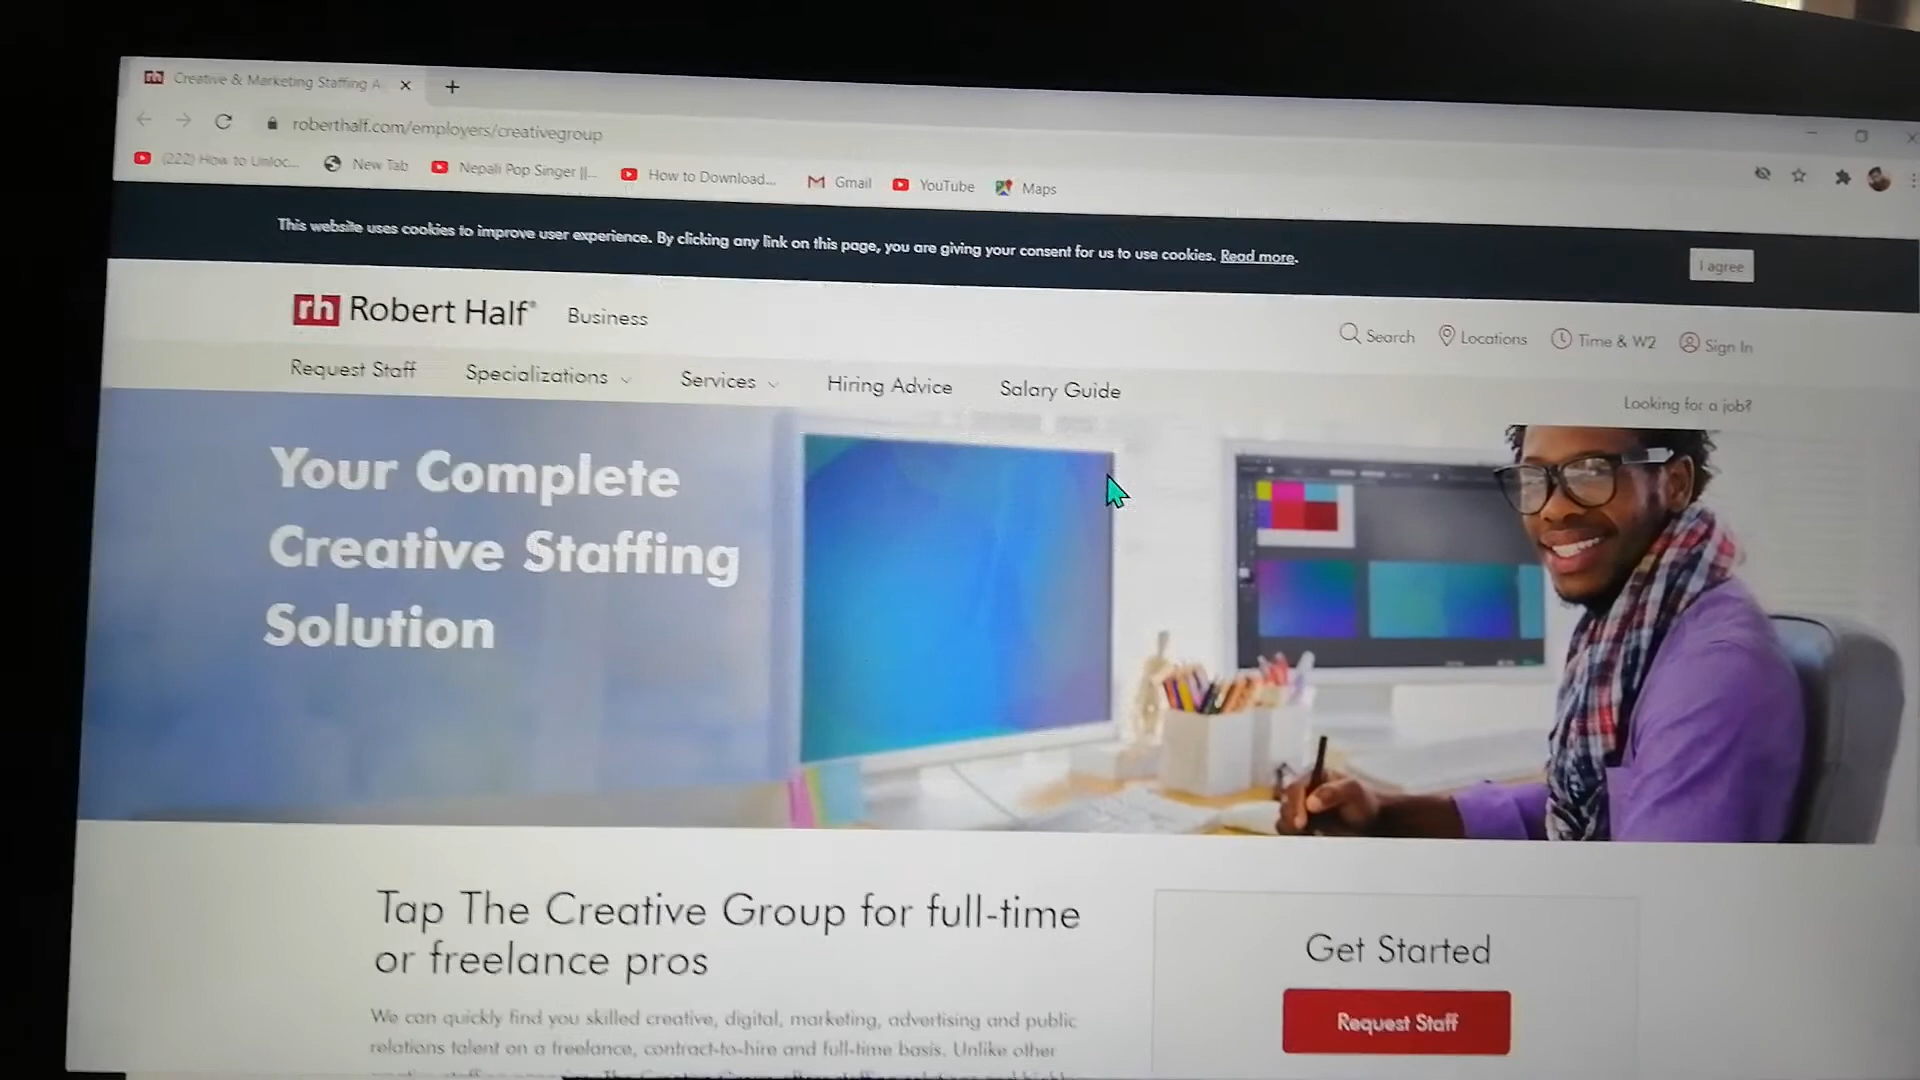 Creative & Marketing Staffing A
roberthalf.com/employers/creativegroup
(222) How to Unloc... New Tab Nepali Pop Singer ||... How to Download... Gmail YouTube Maps
This website uses cookies to improve user experience. By clicking any link on this page, you are giving your consent for us to use cookies. Read more.
I agree
rh Robert Half® Business
Search Locations Time & W2 Sign In
Request Staff Specializations Services Hiring Advice Salary Guide
Looking for a job?
Your Complete
Creative Staffing
Solution
Tap The Creative Group for full-time
or freelance pros
Get Started
Request Staff
We can quickly find you skilled creative, digital, marketing, advertising and public
relations talent on a freelance, contract-to-hire and full-time basis. Unlike other